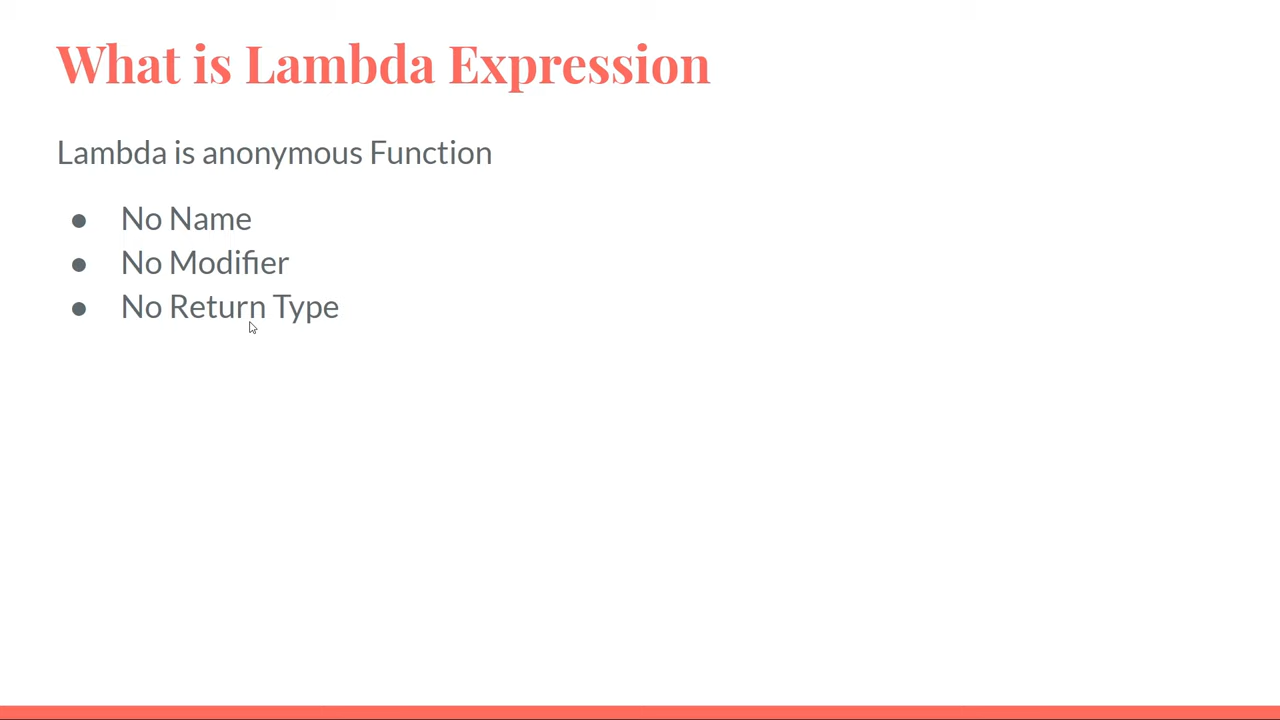 What is Lambda Expression
Lambda is anonymous Function
● No Name
● No Modifier
● No Return Type